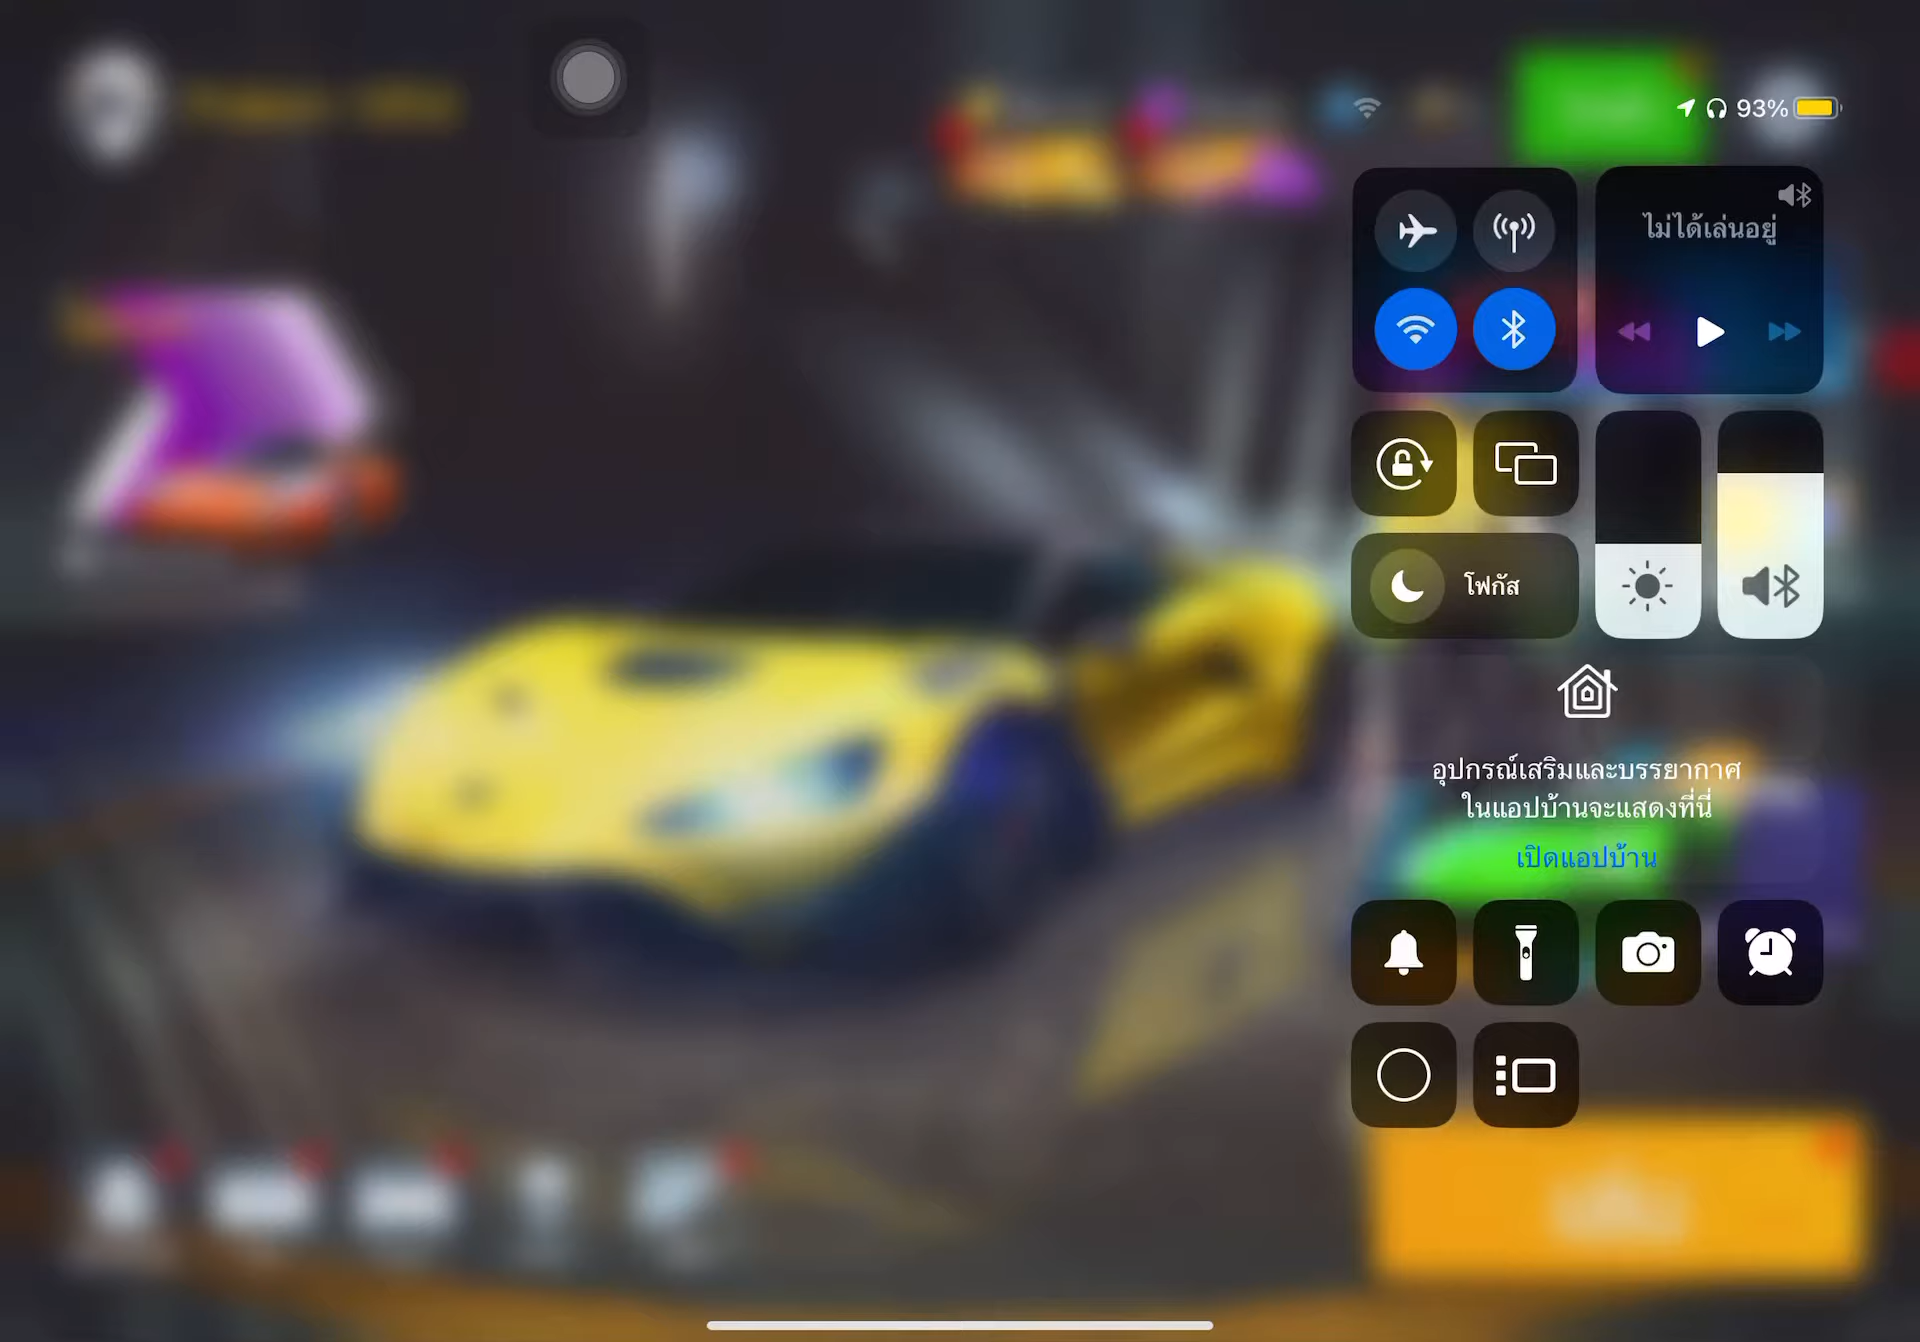 93%
ไม่ได้เล่นอยู่
โฟกัส
อุปกรณ์เสริมและบรรยากาศ
ในแอปบ้านจะแสดงที่นี่
เปิดแอปบ้าน